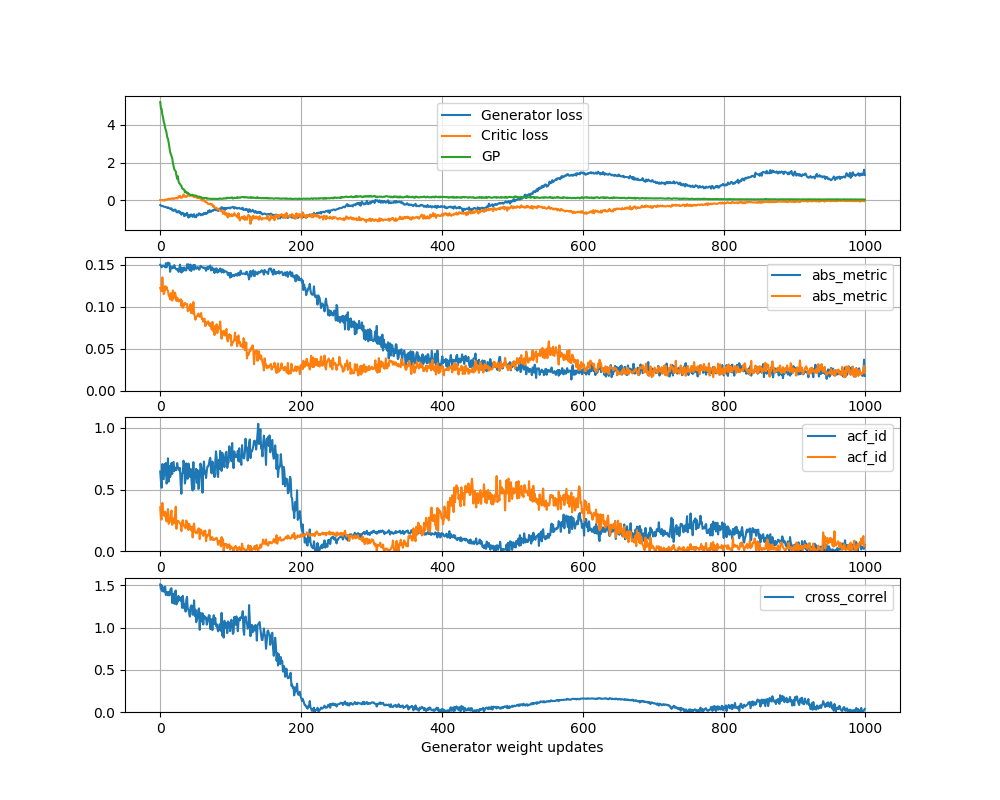 4
2
0
Generator loss
Critic loss
GP
0 200 400 600 800 1000
0.15
0.10
0.05
0.00
abs_metric
abs_metric
0 200 400 600 800 1000
1.0
0.5
0.0
acf_id
acf_id
0 200 400 600 800 1000
1.5
1.0
0.5
0.0
cross_correl
0 200 400 600 800 1000
Generator weight updates